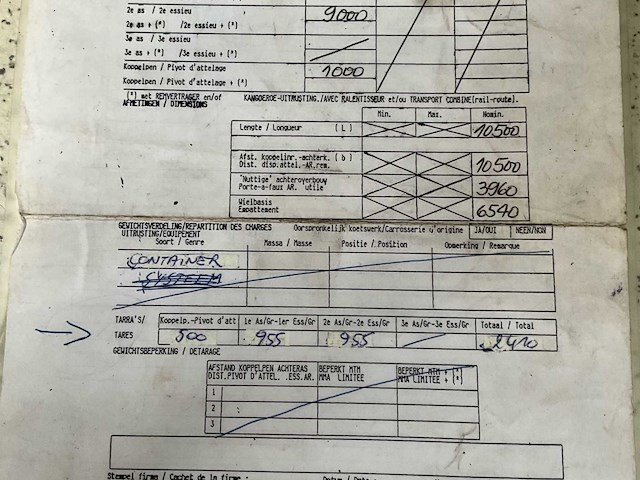 2e as / 2e essieu 9000
2e as + (*) /2e essieu + (*)
3e as / 3e essieu
3e as + (*) /3e essieu + (*)
Koppelpen / Pivot d'attelage 1000
Koppelpen / Pivot d'attelage + (*)
(*) met REMVERTRAGER en/of KANGOEROE-UITRUSTING./AVEC RALENTISSEUR et/ou TRANSPORT COMBINE(rail-route).
AFMETINGEN / DIMENSIONS
Min. Max. Nomin.
Lengte / Longueur ( L ) 10500
Afst. koppelinr.-achterk. ( b )
Dist. disp.attel.-AR.rem. 10500
"Nuttige" achteroverbouw
Porte-a-faux AR. utile 3960
Wielbasis
Empattement 6540
GEWICHTSVERDELING/REPARTITION DES CHARGES Oorspronkelijk koetswerk/Carrosserie d'origine JA/OUI NEEN/NON
UITRUSTING/EQUIPEMENT
Soort / Genre Massa / Masse Positie / Position Opmerking / Remarque
CONTAINER
SYSTEEM
TARRA'S/ Koppelp.-Pivot d'att 1e As/Gr-1er Ess/Gr 2e As/Gr-2e Ess/Gr 3e As/Gr-3e Ess/Gr Totaal / Total
TARES 500 955 955 2410
GEWICHTSBEPERKING / DETARAGE
AFSTAND KOPPELPEN ACHTERAS BEPERKT MTM BEPERKT MTM + (*)
DIST.PIVOT D'ATTEL. .ESS.AR. MMA LIMITEE MMA LIMITEE + (*)
1
2
3
Stempel firma / Cachet de la firme :